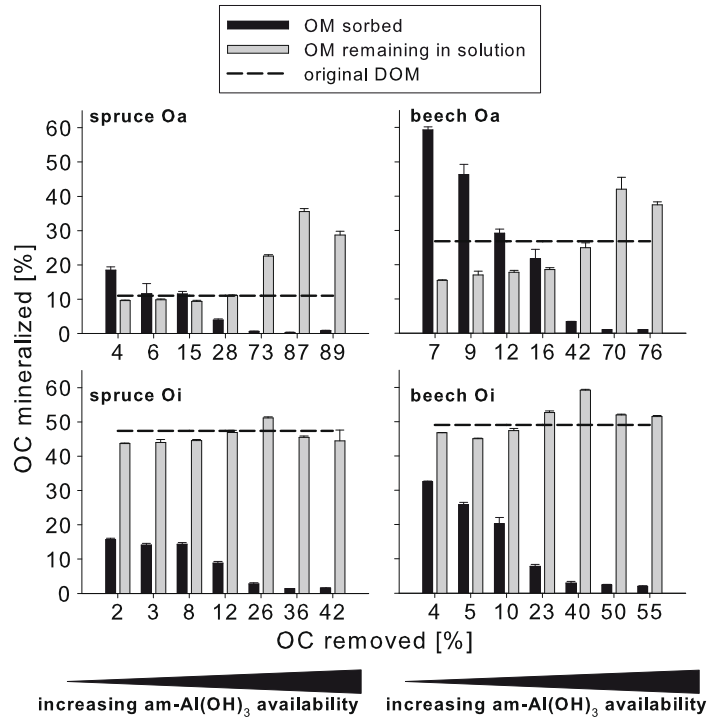 OM sorbed
OM remaining in solution
original DOM
spruce Oa
beech Oa
60
50
40
30
20
10
0
4 6 15 28 73 87 89
7 9 12 16 42 70 76
OC mineralized [%]
spruce Oi
beech Oi
60
50
40
30
20
10
0
2 3 8 12 26 36 42
4 5 10 23 40 50 55
OC removed [%]
increasing am-Al(OH)3 availability
increasing am-Al(OH)3 availability